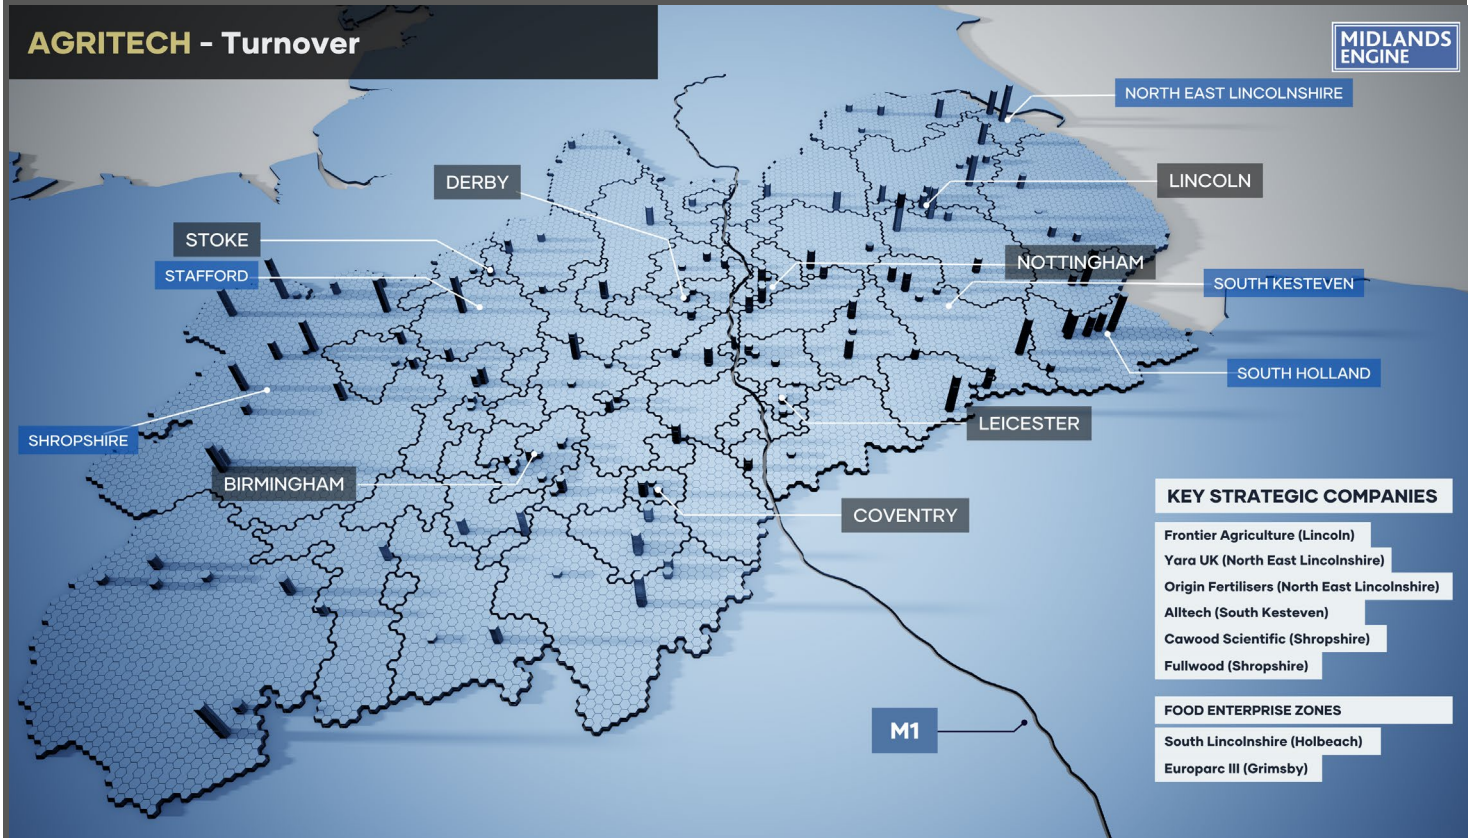 AGRITECH - Turnover
MIDLANDS
ENGINE
NORTH EAST LINCOLNSHIRE
DERBY
LINCOLN
STOKE
STAFFORD
NOTTINGHAM
SOUTH KESTEVEN
SOUTH HOLLAND
SHROPSHIRE
LEICESTER
BIRMINGHAM
COVENTRY
M1
KEY STRATEGIC COMPANIES
Frontier Agriculture (Lincoln)
Yara UK (North East Lincolnshire)
Origin Fertilisers (North East Lincolnshire)
Alltech (South Kesteven)
Cawood Scientific (Shropshire)
Fullwood (Shropshire)
FOOD ENTERPRISE ZONES
South Lincolnshire (Holbeach)
Europarc III (Grimsby)